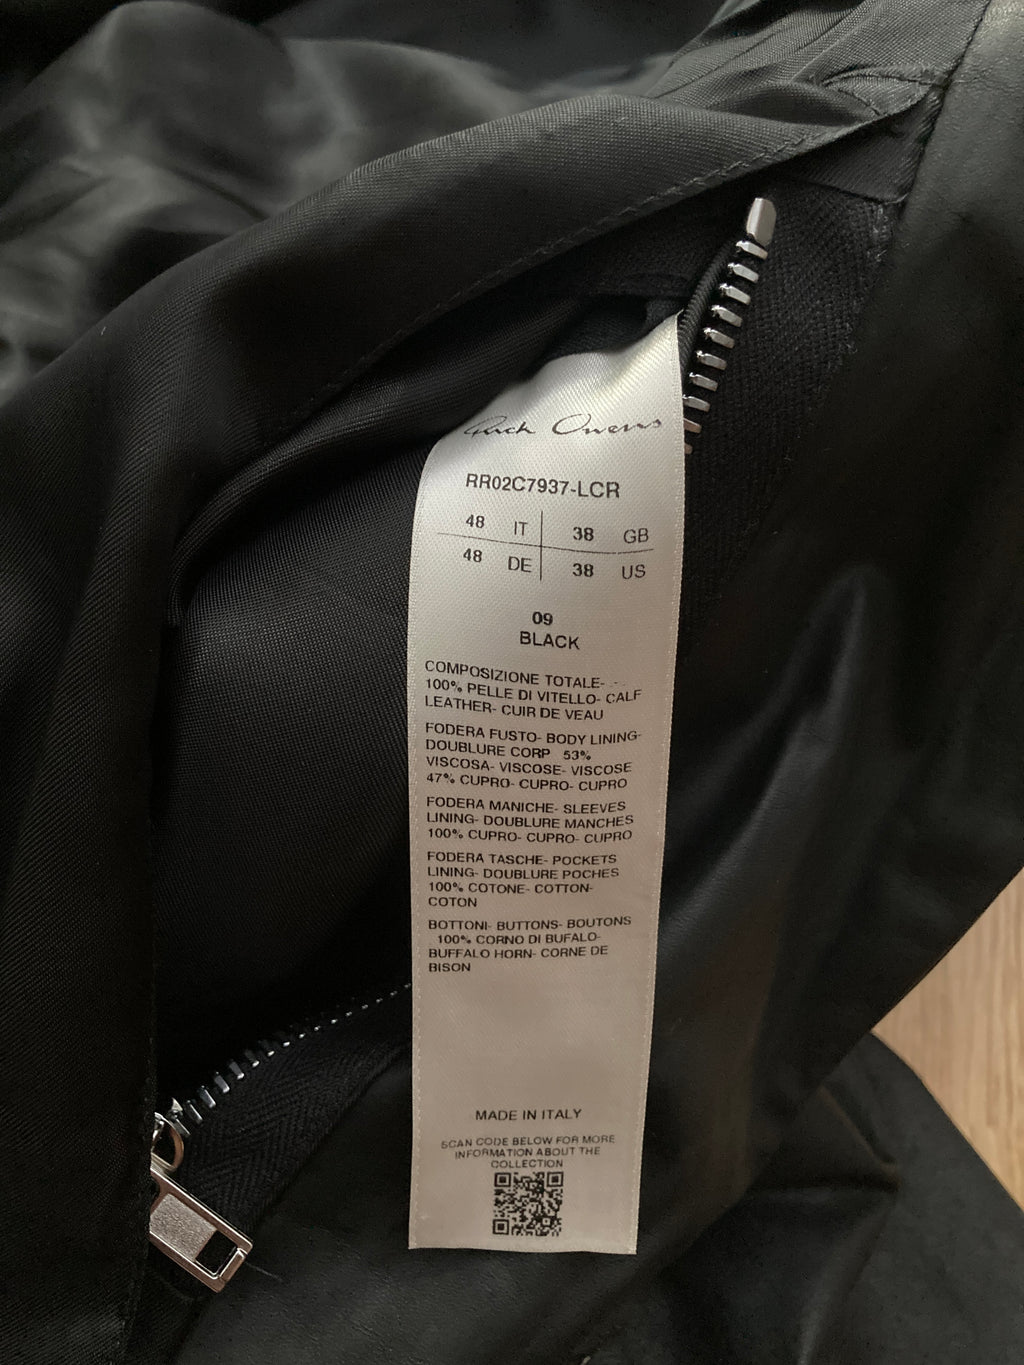 Rick Owens
RR02C7937-LCR
48 IT 38 GB
48 DE 38 US
09
BLACK
COMPOSIZIONE TOTALE-
100% PELLE DI VITELLO- CALF
LEATHER- CUIR DE VEAU
FODERA FUSTO- BODY LINING-
DOUBLURE CORP 53%
VISCOSA- VISCOSE- VISCOSE
47% CUPRO- CUPRO- CUPRO
FODERA MANICHE- SLEEVES
LINING- DOUBLURE MANCHES
100% CUPRO- CUPRO- CUPRO
FODERA TASCHE- POCKETS
LINING- DOUBLURE POCHES
100% COTONE- COTTON-
COTON
BOTTONI- BUTTONS- BOUTONS
100% CORNO DI BUFALO-
BUFFALO HORN- CORNE DE
BISON
MADE IN ITALY
SCAN CODE BELOW FOR MORE
INFORMATION ABOUT THE
COLLECTION